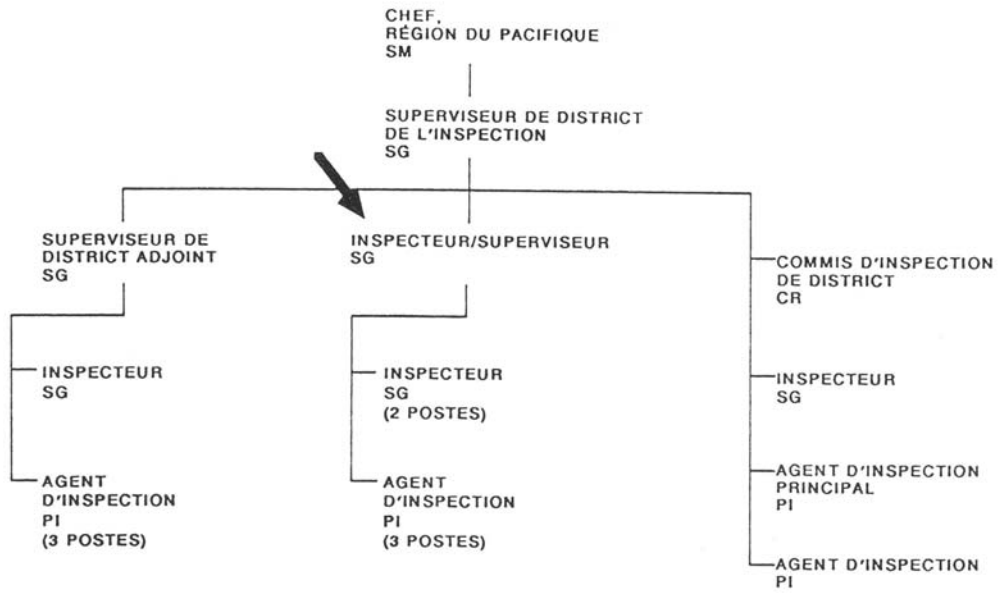 CHEF,
RÉGION DU PACIFIQUE
SM
SUPERVISEUR DE DISTRICT
DE L'INSPECTION
SG
SUPERVISEUR DE
DISTRICT ADJOINT
SG
INSPECTEUR
SG
AGENT
D'INSPECTION
PI
(3 POSTES)
INSPECTEUR/SUPERVISEUR
SG
INSPECTEUR
SG
(2 POSTES)
AGENT
D'INSPECTION
PI
(3 POSTES)
COMMIS D'INSPECTION
DE DISTRICT
CR
INSPECTEUR
SG
AGENT D'INSPECTION
PRINCIPAL
PI
AGENT D'INSPECTION
PI